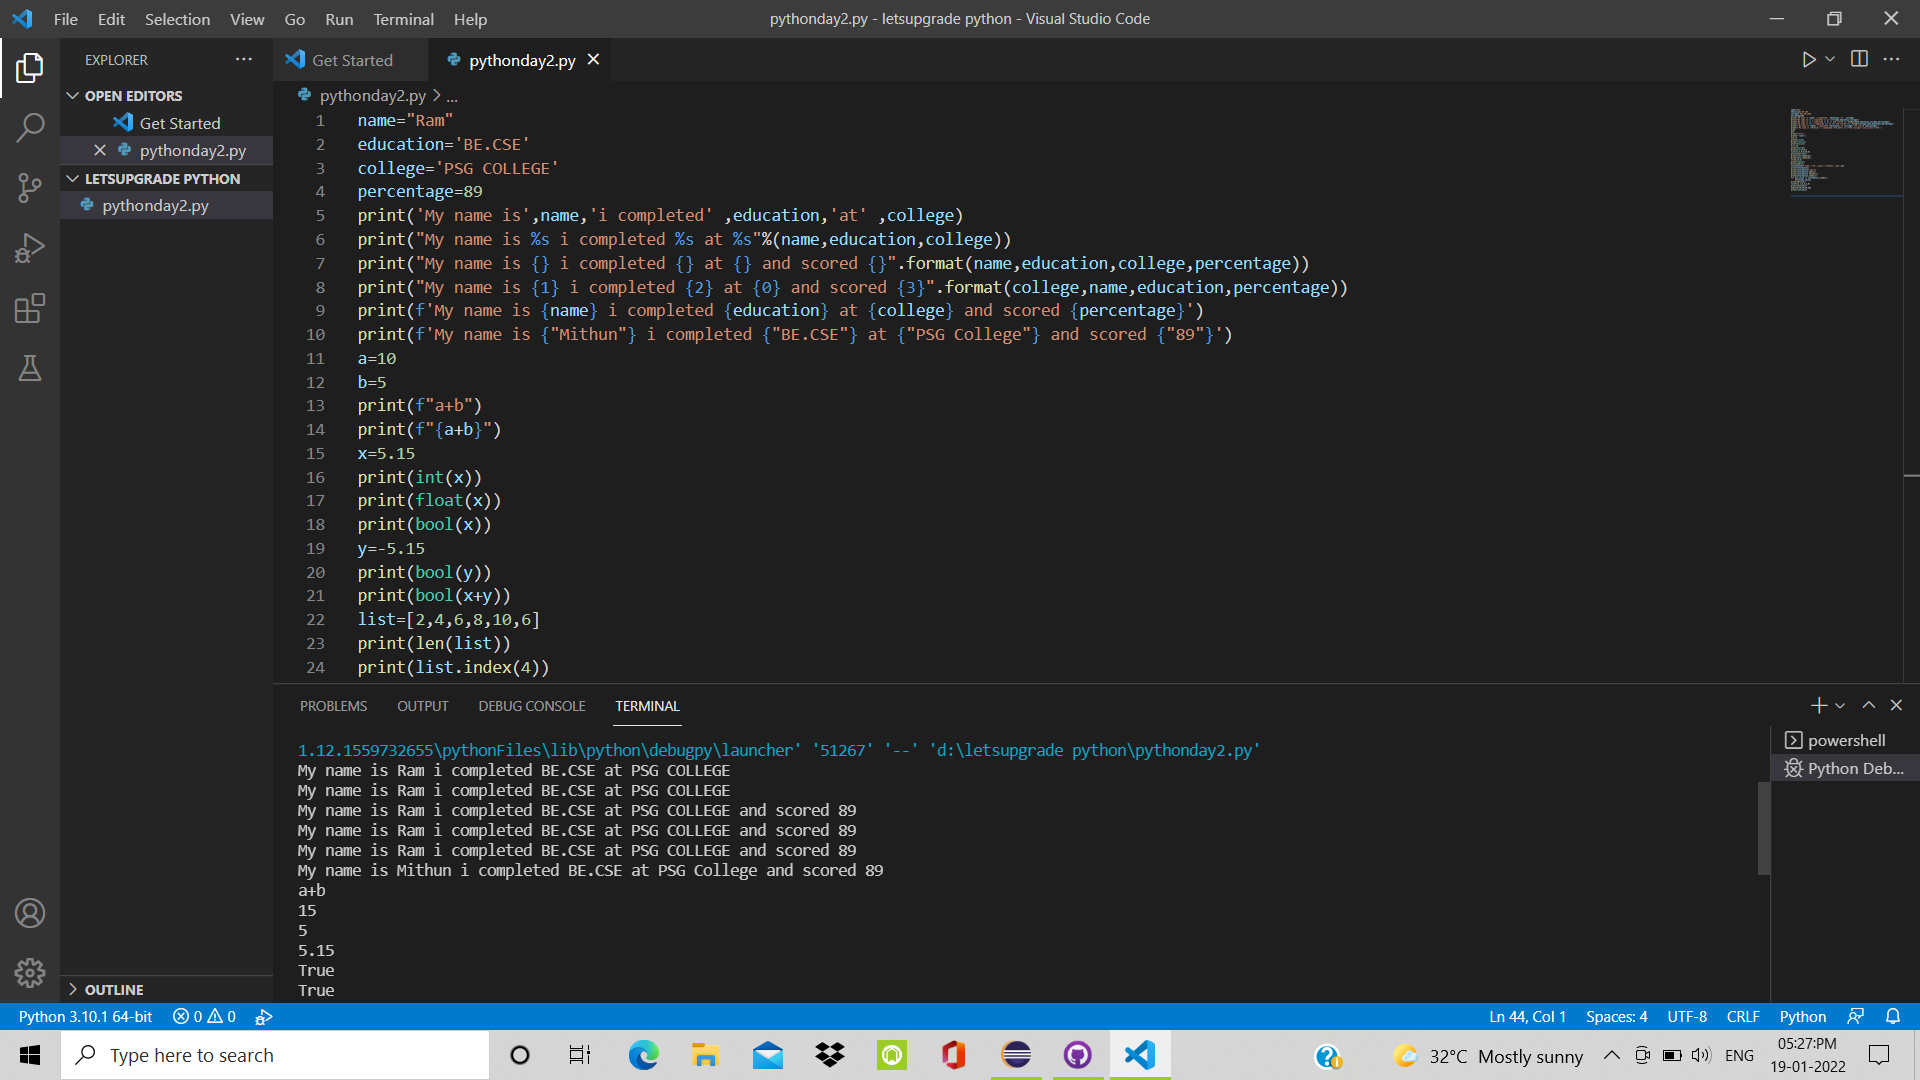 File Edit Selection View Go Run Terminal Help
pythonday2.py - letsupgrade python - Visual Studio Code
EXPLORER
Get Started
pythonday2.py
OPEN EDITORS
Get Started
pythonday2.py
LETSUPGRADE PYTHON
pythonday2.py
OUTLINE
pythonday2.py > ...
1 name="Ram"
2 education='BE.CSE'
3 college='PSG COLLEGE'
4 percentage=89
5 print('My name is',name,'i completed' ,education,'at' ,college)
6 print("My name is %s i completed %s at %s"%(name,education,college))
7 print("My name is {} i completed {} at {} and scored {}".format(name,education,college,percentage))
8 print("My name is {1} i completed {2} at {0} and scored {3}".format(college,name,education,percentage))
9 print(f'My name is {name} i completed {education} at {college} and scored {percentage}')
10 print(f'My name is {"Mithun"} i completed {"BE.CSE"} at {"PSG College"} and scored {"89"}')
11 a=10
12 b=5
13 print(f"a+b")
14 print(f"{a+b}")
15 x=5.15
16 print(int(x))
17 print(float(x))
18 print(bool(x))
19 y=-5.15
20 print(bool(y))
21 print(bool(x+y))
22 list=[2,4,6,8,10,6]
23 print(len(list))
24 print(list.index(4))
PROBLEMS OUTPUT DEBUG CONSOLE TERMINAL
1.12.1559732655\pythonFiles\lib\python\debugpy\launcher' '51267' '--' 'd:\letsupgrade python\pythonday2.py'
My name is Ram i completed BE.CSE at PSG COLLEGE
My name is Ram i completed BE.CSE at PSG COLLEGE
My name is Ram i completed BE.CSE at PSG COLLEGE and scored 89
My name is Ram i completed BE.CSE at PSG COLLEGE and scored 89
My name is Ram i completed BE.CSE at PSG COLLEGE and scored 89
My name is Mithun i completed BE.CSE at PSG College and scored 89
a+b
15
5
5.15
True
True
powershell
Python Deb...
Python 3.10.1 64-bit 0 0
Ln 44, Col 1 Spaces: 4 UTF-8 CRLF Python
Type here to search
32°C Mostly sunny
ENG
05:27:PM
19-01-2022